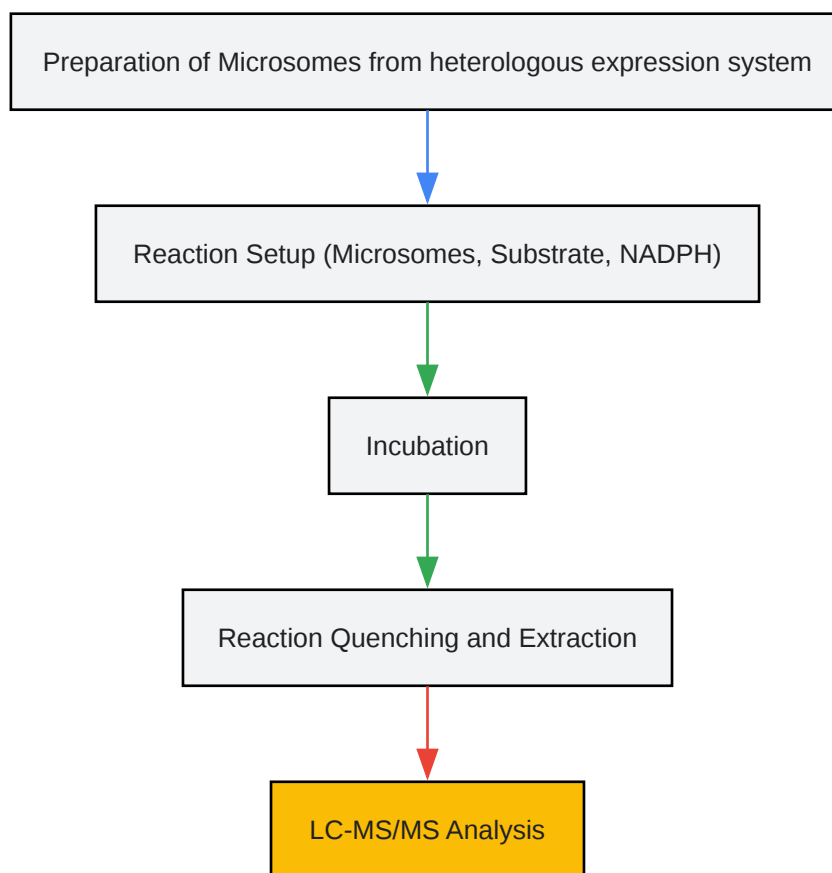 Preparation of Microsomes from heterologous expression system
Reaction Setup (Microsomes, Substrate, NADPH)
Incubation
Reaction Quenching and Extraction
LC-MS/MS Analysis